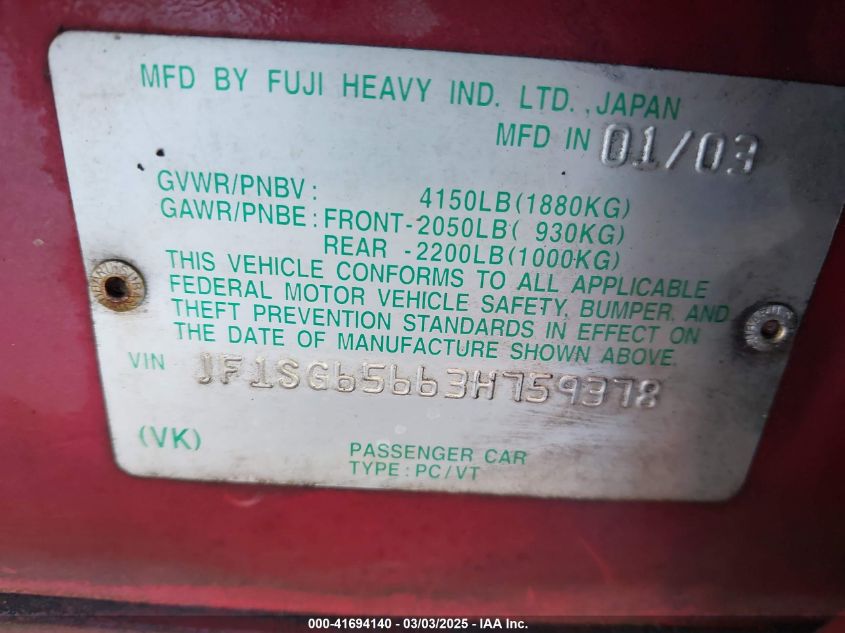 MFD BY FUJI HEAVY IND. LTD., JAPAN
MFD IN 01/03
GVWR/PNBV: 4150LB(1880KG)
GAWR/PNBE: FRONT-2050LB( 930KG)
REAR -2200LB(1000KG)
THIS VEHICLE CONFORMS TO ALL APPLICABLE
FEDERAL MOTOR VEHICLE SAFETY, BUMPER, AND
THEFT PREVENTION STANDARDS IN EFFECT ON
THE DATE OF MANUFACTURE SHOWN ABOVE.
VIN JF1SG65663H759378
(VK)
PASSENGER CAR
TYPE: PC/VT
000-41694140 - 03/03/2025 - IAA Inc.